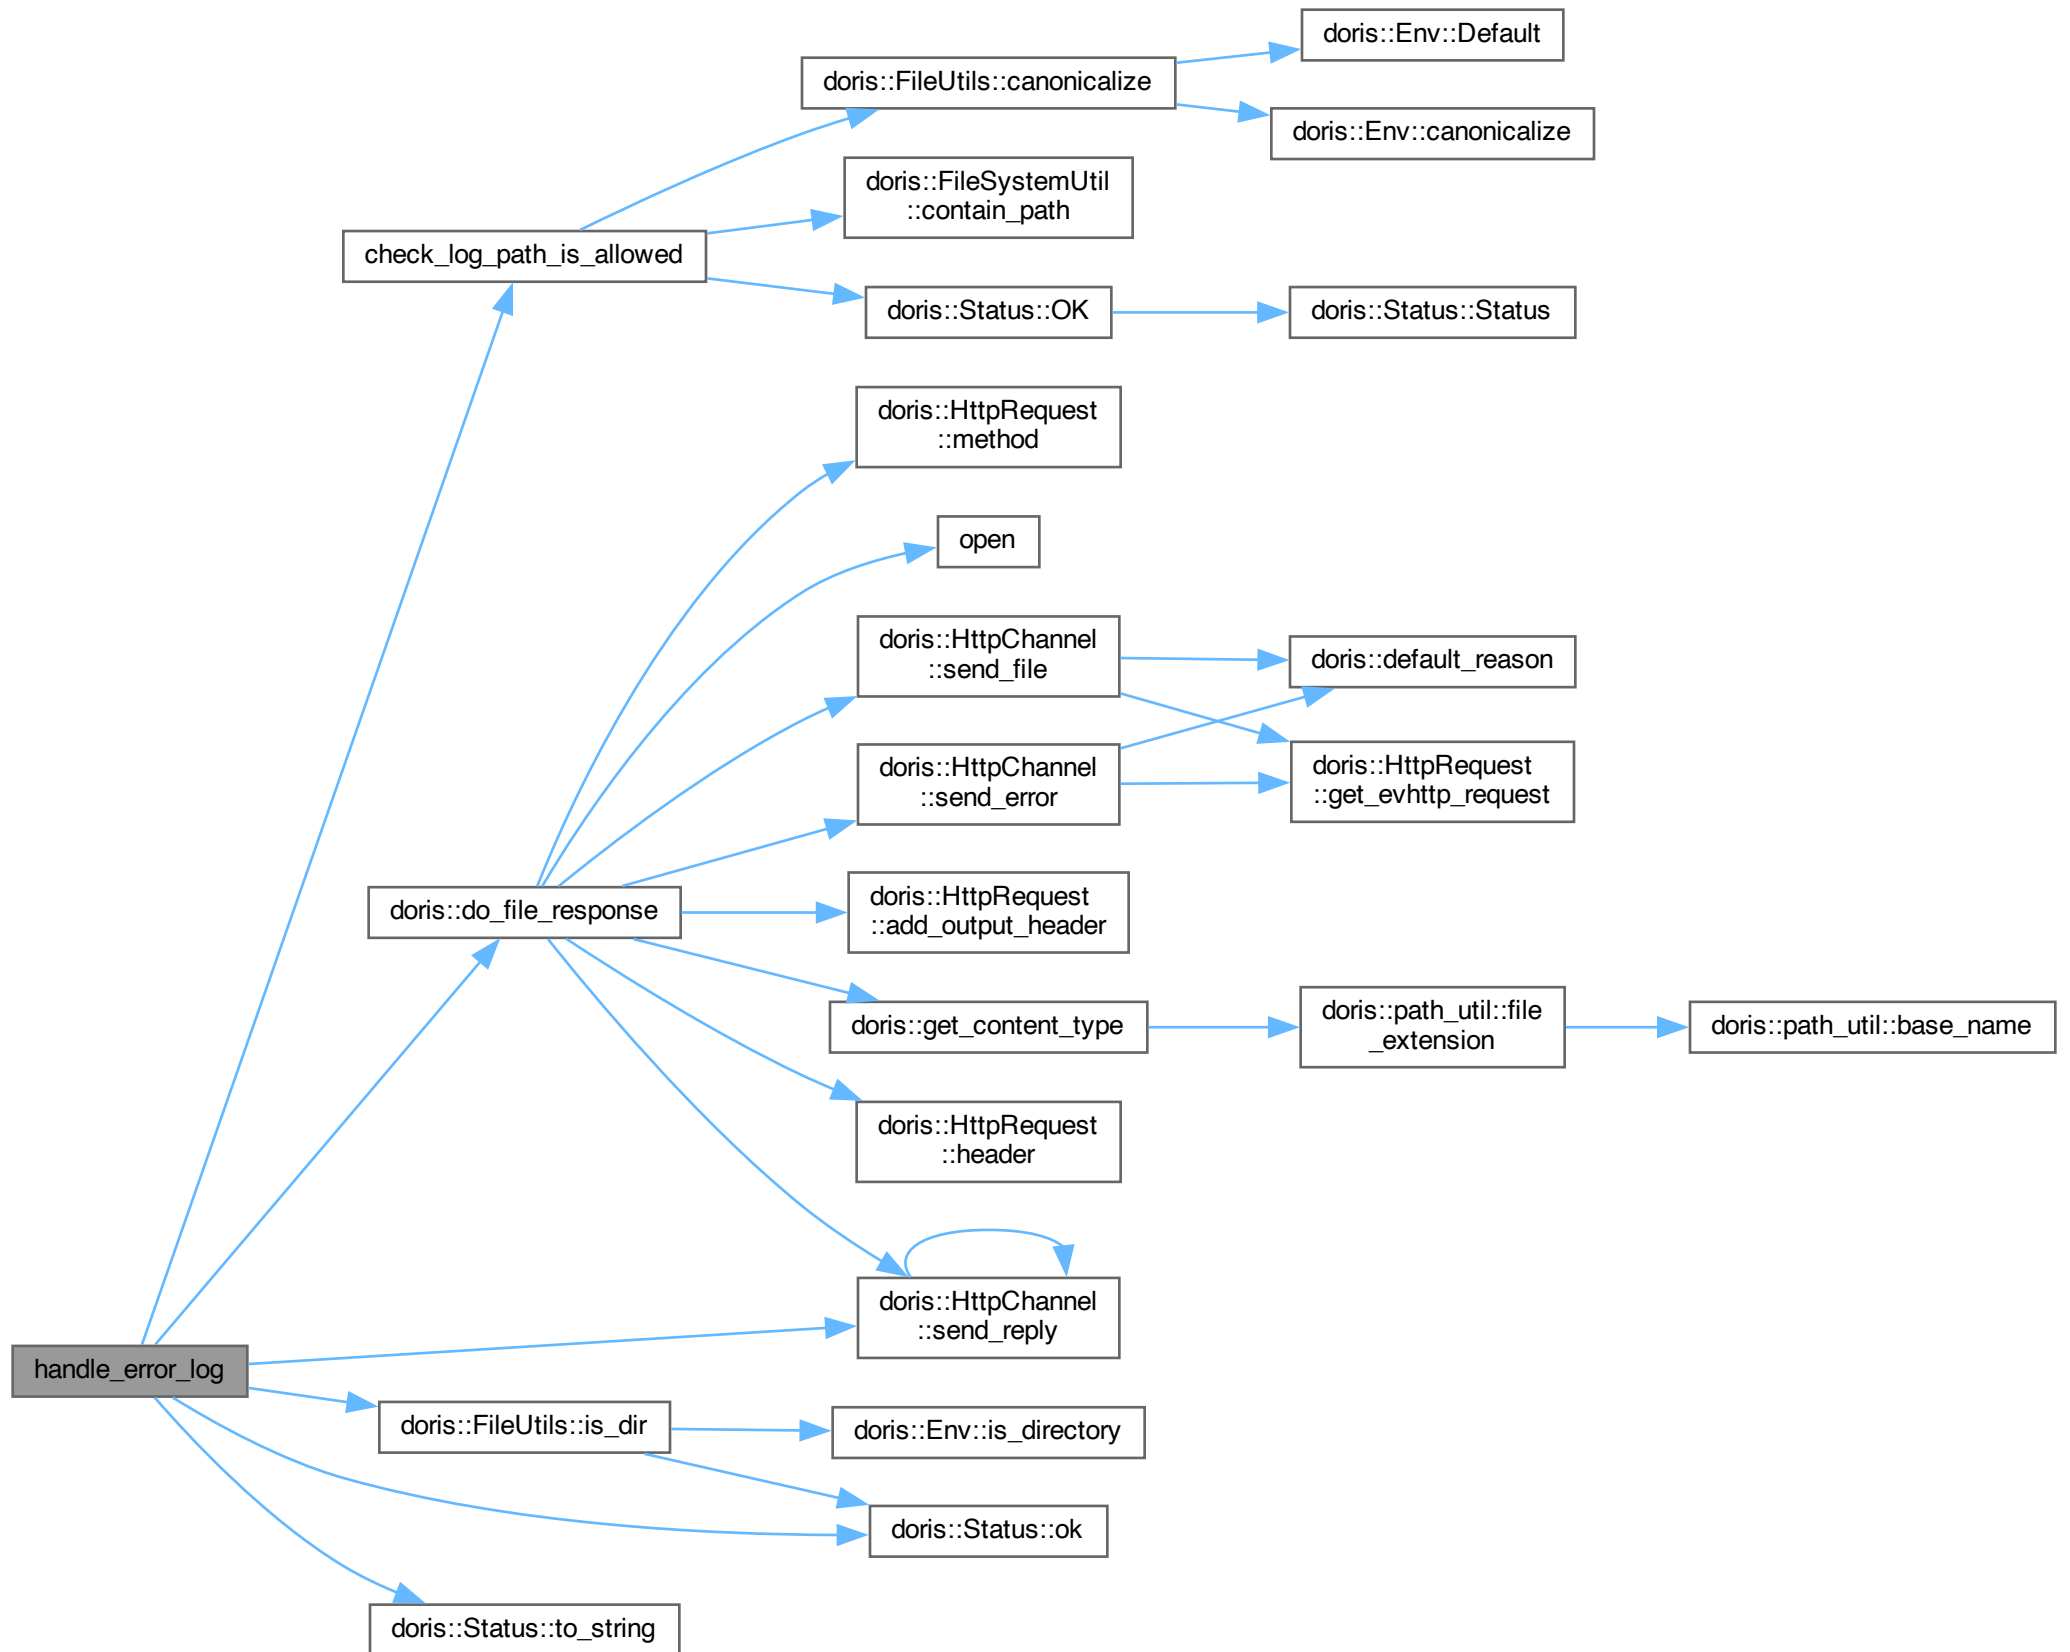 doris::Env::Default
doris::FileUtils::canonicalize
doris::Env::canonicalize
doris::FileSystemUtil
::contain_path
check_log_path_is_allowed
doris::Status::OK
doris::Status::Status
doris::HttpRequest
::method
open
doris::HttpChannel
::send_file
doris::default_reason
doris::HttpChannel
::send_error
doris::HttpRequest
::get_evhttp_request
doris::do_file_response
doris::HttpRequest
::add_output_header
doris::get_content_type
doris::path_util::file
_extension
doris::path_util::base_name
doris::HttpRequest
::header
doris::HttpChannel
::send_reply
handle_error_log
doris::FileUtils::is_dir
doris::Env::is_directory
doris::Status::ok
doris::Status::to_string